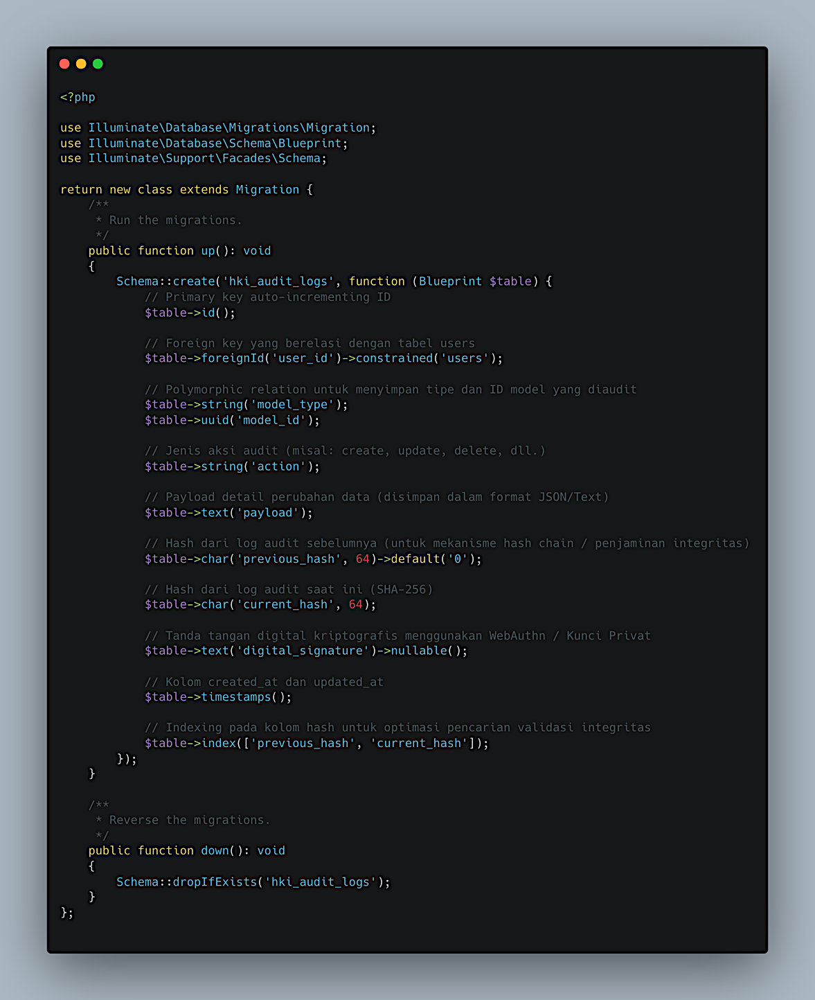 <?php

use Illuminate\Database\Migrations\Migration;
use Illuminate\Database\Schema\Blueprint;
use Illuminate\Support\Facades\Schema;

return new class extends Migration {
    /**
     * Run the migrations.
     */
    public function up(): void
    {
        Schema::create('hki_audit_logs', function (Blueprint $table) {
            // Primary key auto-incrementing ID
            $table->id();

            // Foreign key yang berelasi dengan tabel users
            $table->foreignId('user_id')->constrained('users');

            // Polymorphic relation untuk menyimpan tipe dan ID model yang diaudit
            $table->string('model_type');
            $table->uuid('model_id');

            // Jenis aksi audit (misal: create, update, delete, dll.)
            $table->string('action');

            // Payload detail perubahan data (disimpan dalam format JSON/Text)
            $table->text('payload');

            // Hash dari log audit sebelumnya (untuk mekanisme hash chain / penjaminan integritas)
            $table->char('previous_hash', 64)->default('0');

            // Hash dari log audit saat ini (SHA-256)
            $table->char('current_hash', 64);

            // Tanda tangan digital kriptografis menggunakan WebAuthn / Kunci Privat
            $table->text('digital_signature')->nullable();

            // Kolom created_at dan updated_at
            $table->timestamps();

            // Indexing pada kolom hash untuk optimasi pencarian validasi integritas
            $table->index(['previous_hash', 'current_hash']);
        });
    }

    /**
     * Reverse the migrations.
     */
    public function down(): void
    {
        Schema::dropIfExists('hki_audit_logs');
    }
};